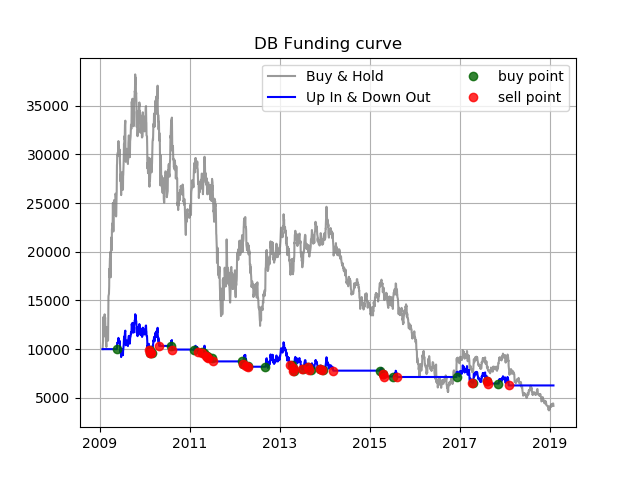 DB Funding curve
Buy & Hold
Up In & Down Out
buy point
sell point
35000
30000
25000
20000
15000
10000
5000
2009 2011 2013 2015 2017 2019